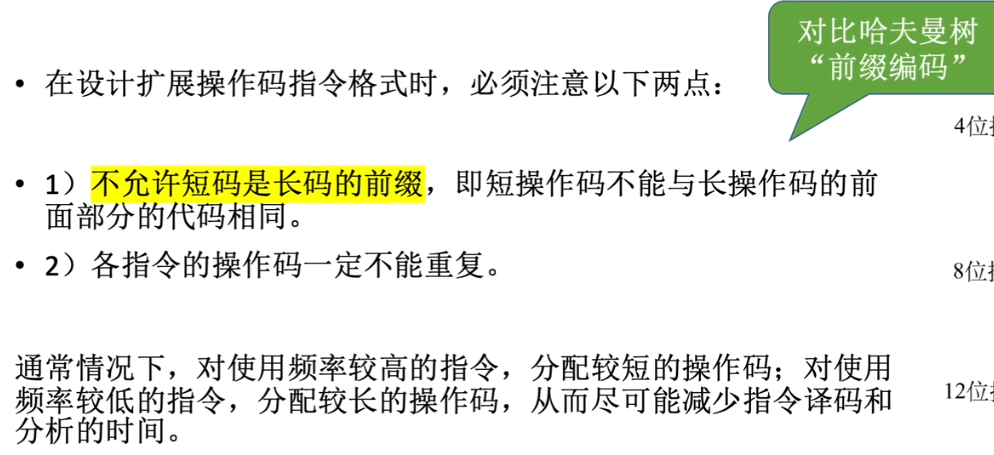 对比哈夫曼树
“前缀编码”
• 在设计扩展操作码指令格式时，必须注意以下两点：
4位
• 1）不允许短码是长码的前缀，即短操作码不能与长操作码的前
面部分的代码相同。
• 2）各指令的操作码一定不能重复。
8位
通常情况下，对使用频率较高的指令，分配较短的操作码；对使用
频率较低的指令，分配较长的操作码，从而尽可能减少指令译码和
分析的时间。
12位